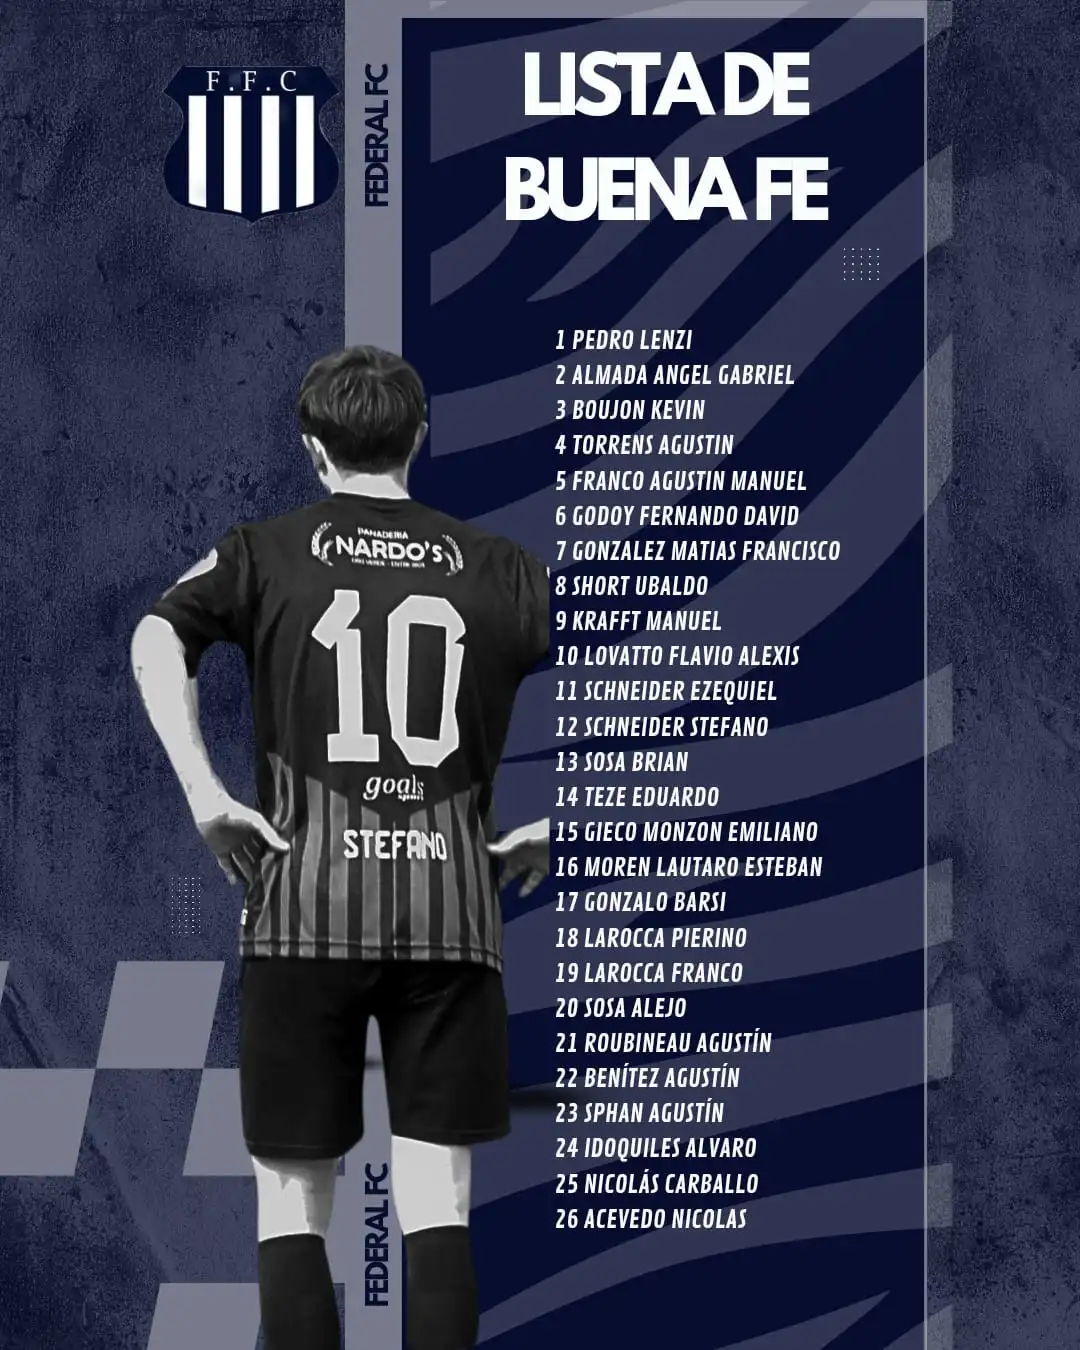 F.F.C
FEDERAL FC
LISTA DE
BUENA FE
1 PEDRO LENZI
2 ALMADA ANGEL GABRIEL
3 BOUJON KEVIN
4 TORRENS AGUSTIN
5 FRANCO AGUSTIN MANUEL
6 GODOY FERNANDO DAVID
7 GONZALEZ MATIAS FRANCISCO
8 SHORT UBALDO
9 KRAFFT MANUEL
10 LOVATTO FLAVIO ALEXIS
11 SCHNEIDER EZEQUIEL
12 SCHNEIDER STEFANO
13 SOSA BRIAN
14 TEZE EDUARDO
15 GIECO MONZON EMILIANO
16 MOREN LAUTARO ESTEBAN
17 GONZALO BARSI
18 LAROCCA PIERINO
19 LAROCCA FRANCO
20 SOSA ALEJO
21 ROUBINEAU AGUSTÍN
22 BENÍTEZ AGUSTÍN
23 SPHAN AGUSTÍN
24 IDOQUILES ALVARO
25 NICOLÁS CARBALLO
26 ACEVEDO NICOLAS
PANADERIA
NARDO'S
10
goals
STEFANO
FEDERAL FC